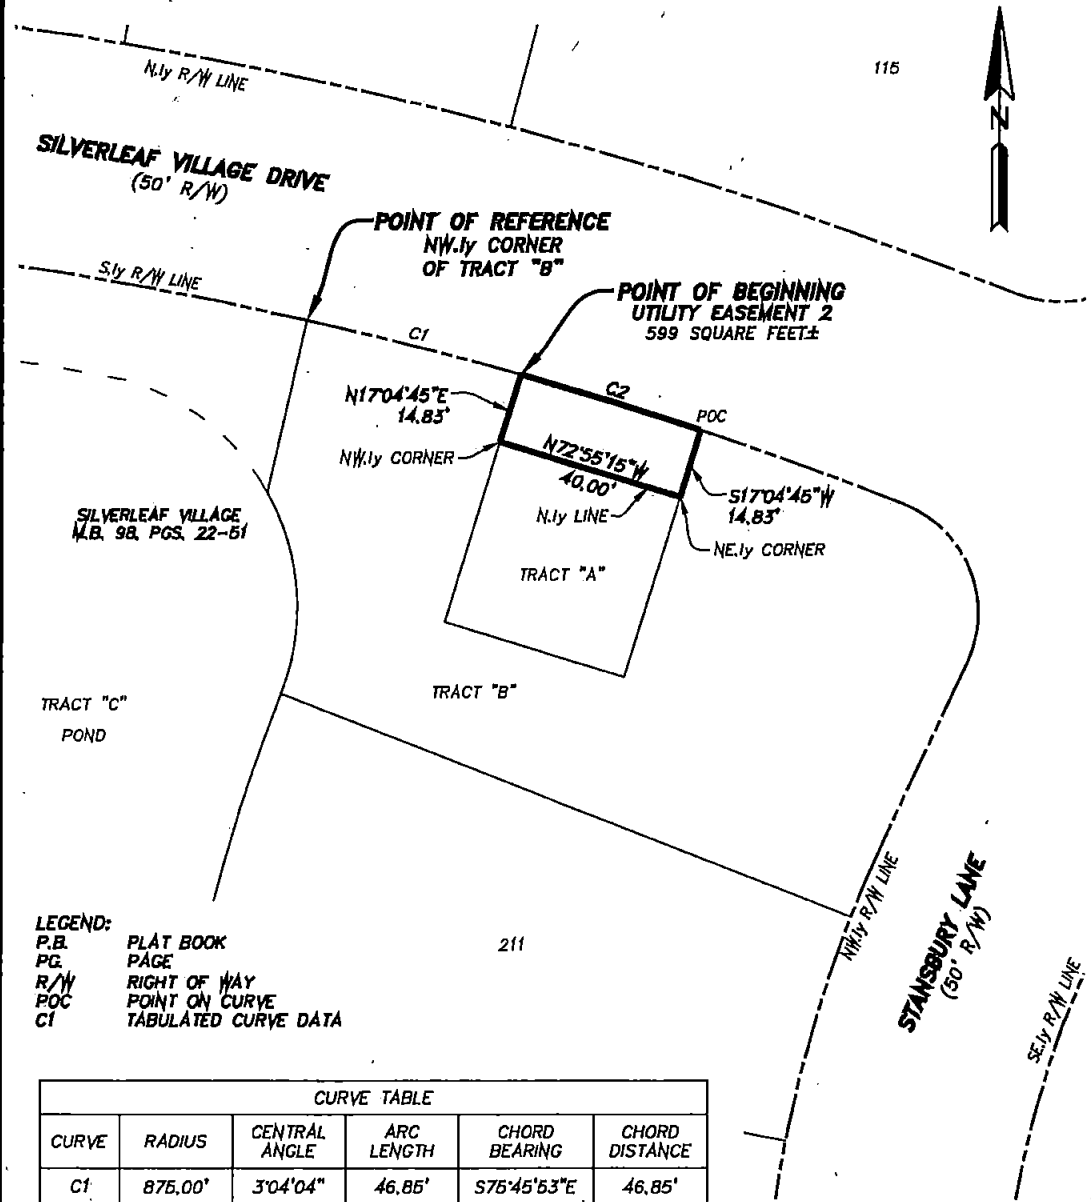 115
N.ly R/W LINE
N
SILVERLEAF VILLAGE DRIVE
(50' R/W)
POINT OF REFERENCE
NW.ly CORNER
OF TRACT "B"
S.ly R/W LINE
POINT OF BEGINNING
UTILITY EASEMENT 2
599 SQUARE FEET±
C1
C2
N17°04'45"E
14.83'
POC
NW.ly CORNER
N72°55'15"W
40.00'
S17°04'45"W
14.83'
N.ly LINE
NE.ly CORNER
SILVERLEAF VILLAGE
M.B. 98, PGS. 22-51
TRACT "A"
TRACT "B"
TRACT "C"
POND
NW.ly R/W LINE
STANSBURY LANE
(50' R/W)
SE.ly R/W LINE
211
LEGEND:
P.B. PLAT BOOK
PG. PAGE
R/W RIGHT OF WAY
POC POINT ON CURVE
C1 TABULATED CURVE DATA
CURVE TABLE
CURVE RADIUS CENTRAL ANGLE ARC LENGTH CHORD BEARING CHORD DISTANCE
C1 875.00' 3°04'04" 46.85' S75°45'53"E 46.85'